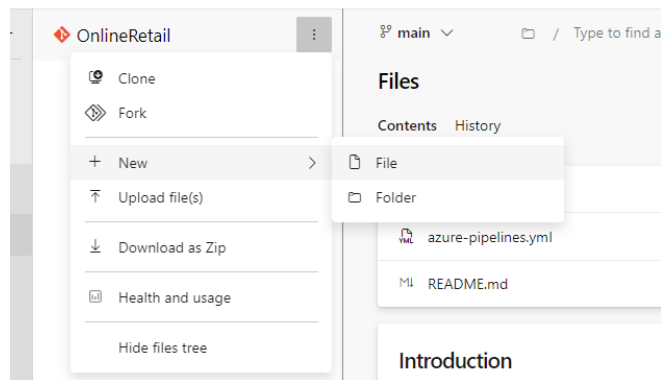 OnlineRetail
Clone
Fork
New
Upload file(s)
Download as Zip
Health and usage
Hide files tree
File
Folder
main
/ Type to find a
Files
Contents History
YML azure-pipelines.yml
M↓ README.md
Introduction